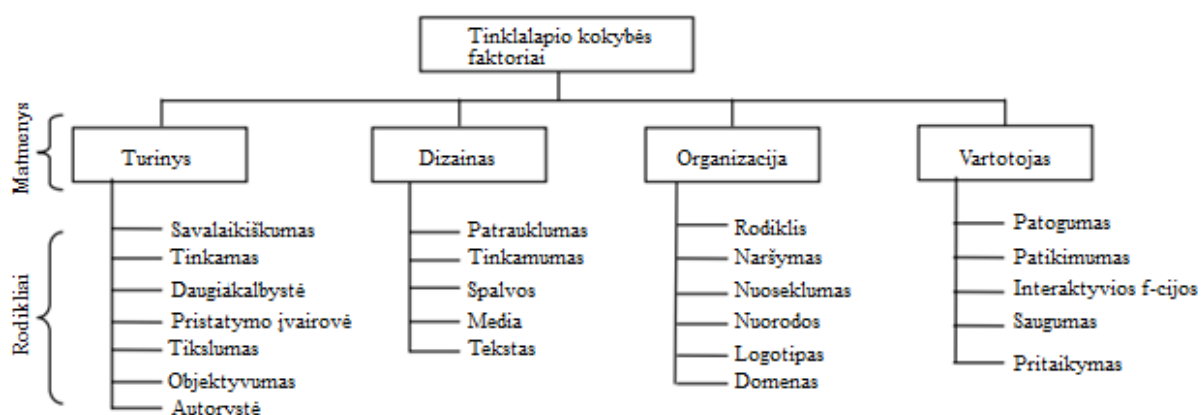 Tinklalapio kokybės
faktoriai
Matmenys
Turinys
Dizainas
Organizacija
Vartotojas
Rodikliai
Savalaikiškumas
Tinkamas
Daugiakalbystė
Pristatymo įvairovė
Tikslumas
Objektyvumas
Autorystė
Patrauklumas
Tinkamumas
Spalvos
Media
Tekstas
Rodiklis
Naršymas
Nuoseklumas
Nuorodos
Logotipas
Domenas
Patogumas
Patikimumas
Interaktyvios f-cijos
Saugumas
Pritaikymas